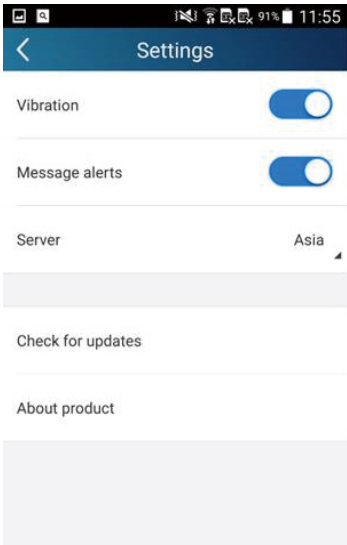 91% 11:55
Settings
Vibration
Message alerts
Server Asia
Check for updates
About product